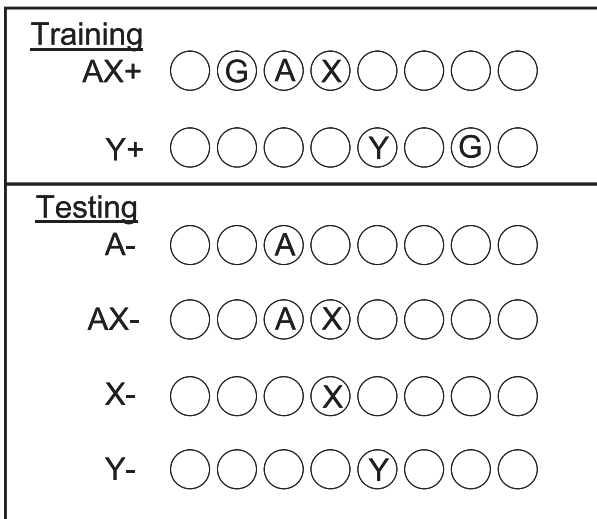 Training
AX+ G A X
Y+ Y G
Testing
A- A
AX- A X
X- X
Y- Y